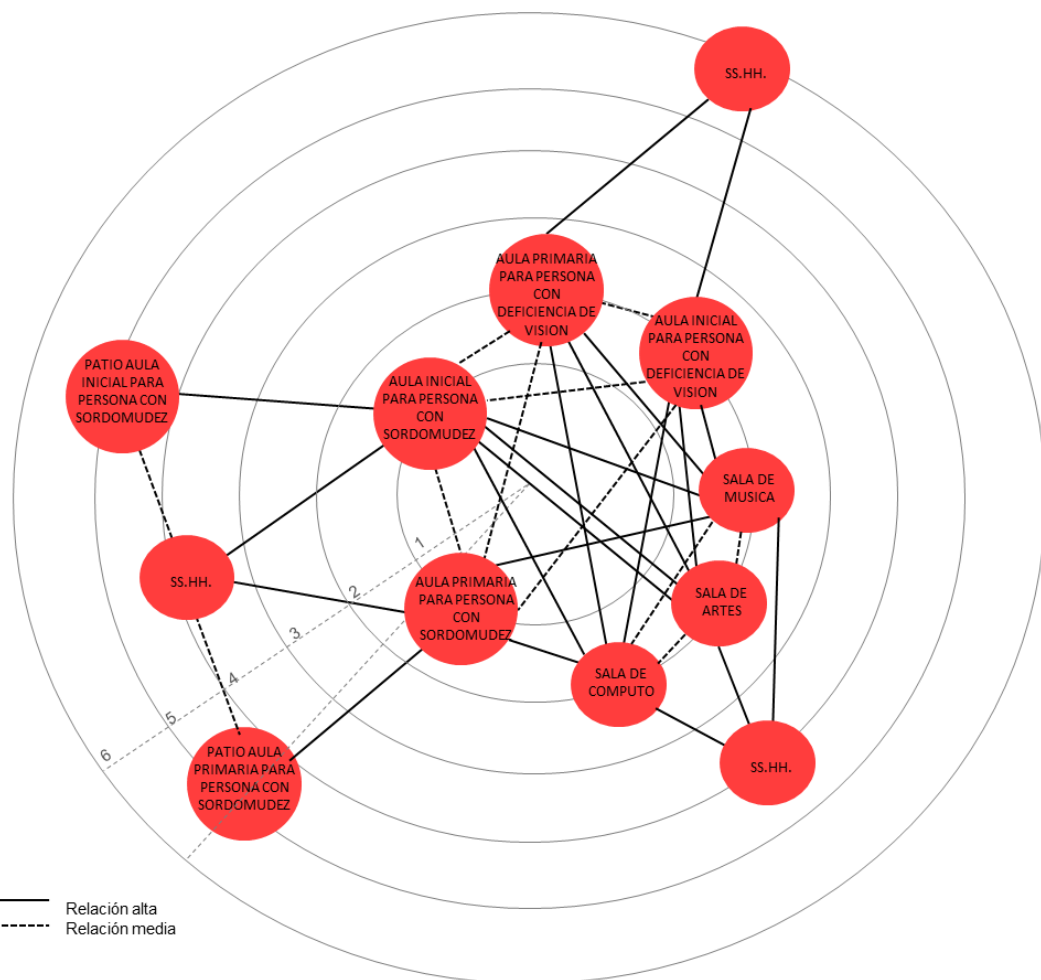 SS.HH.
AULA PRIMARIA
PARA PERSONA
CON
DEFICIENCIA DE
VISION
AULA INICIAL
PARA PERSONA
CON
DEFICIENCIA DE
VISION
PATIO AULA
INICIAL PARA
PERSONA CON
SORDOMUDEZ
AULA INICIAL
PARA PERSONA
CON
SORDOMUDEZ
SALA DE
MUSICA
SS.HH.
AULA PRIMARIA
PARA PERSONA
CON
SORDOMUDEZ
SALA DE
ARTES
SALA DE
COMPUTO
SS.HH.
PATIO AULA
PRIMARIA PARA
PERSONA CON
SORDOMUDEZ
1
2
3
4
5
6
Relación alta
Relación media